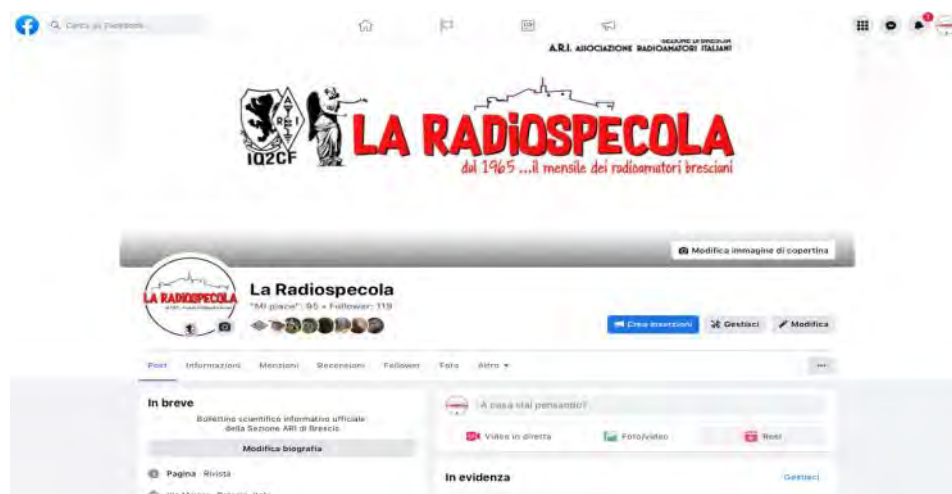 Cerca su Facebook
SEZIONE DI BRESCIA
A.R.I. ASSOCIAZIONE RADIOAMATORI ITALIANI
A.R.I.
IQ2CF
LA RADiOSPECOLA
dal 1965 ...il mensile dei radioamatori bresciani
Modifica immagine di copertina
LA RADIOSPECOLA
La Radiospecola
"Mi piace": 95 • Follower: 119
Crea inserzioni
Gestisci
Modifica
Post Informazioni Menzioni Recensioni Follower Foto Altro
In breve
Bollettino scientifico informativo ufficiale
della Sezione ARI di Brescia
Modifica biografia
Pagina · Rivista
A cosa stai pensando?
Video in diretta
Foto/video
Reel
In evidenza
Gestisci